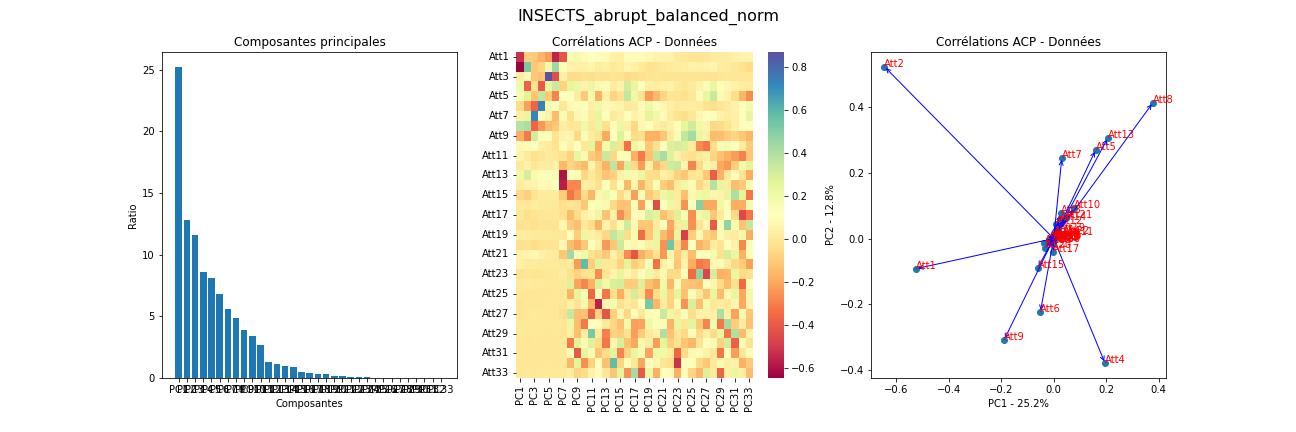 INSECTS_abrupt_balanced_norm
Composantes principales
Ratio
25
20
15
10
5
0
Composantes
Corrélations ACP - Données
Att1
Att3
Att5
Att7
Att9
Att11
Att13
Att15
Att17
Att19
Att21
Att23
Att25
Att27
Att29
Att31
Att33
PC1
PC3
PC5
PC7
PC9
PC11
PC13
PC15
PC17
PC19
PC21
PC23
PC25
PC27
PC29
PC31
PC33
0.8
0.6
0.4
0.2
0.0
−0.2
−0.4
−0.6
Corrélations ACP - Données
PC2 - 12.8%
0.4
0.2
0.0
−0.2
−0.4
Att2
Att8
Att13
Att5
Att7
Att10
Att17
Att15
Att1
Att6
Att9
Att4
−0.6
−0.4
−0.2
0.0
0.2
0.4
PC1 - 25.2%